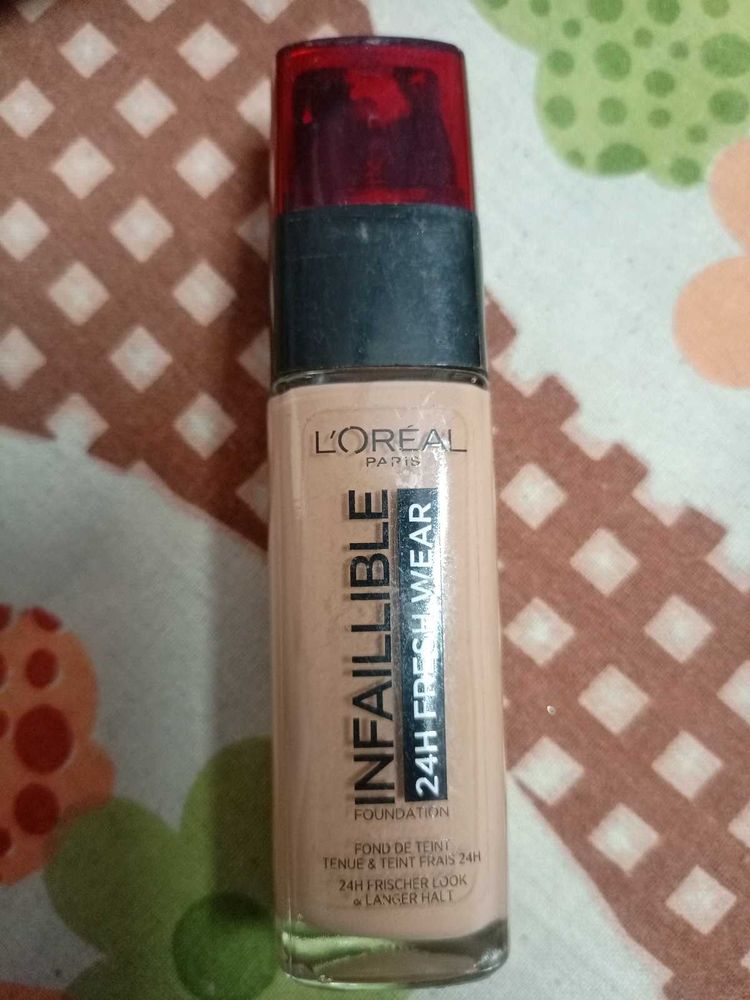 L'ORÉAL
PARIS
INFAILLIBLE
24H FRESH WEAR
FOUNDATION
FOND DE TEINT
TENUE & TEINT FRAIS 24H
24H FRISCHER LOOK
& LANGER HALT